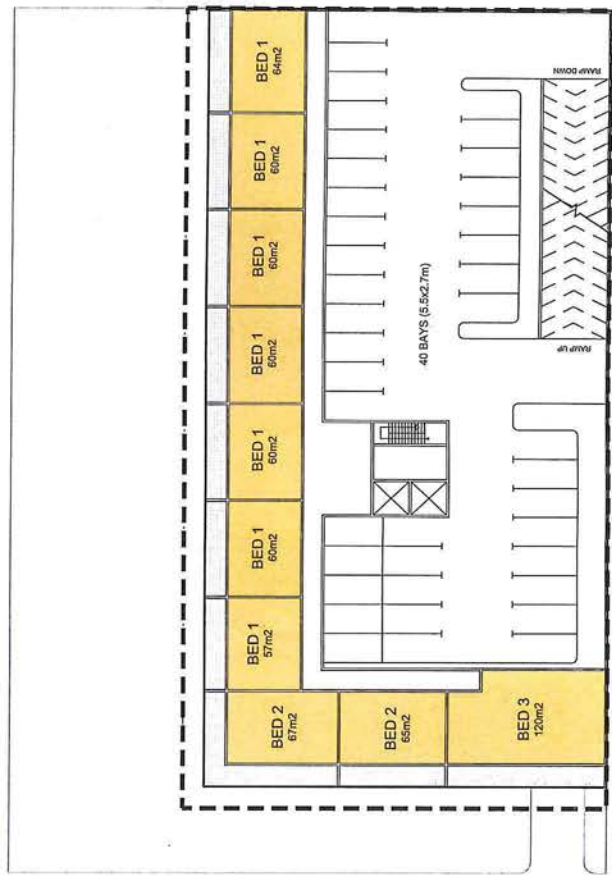 BED 1
64m2
BED 1
60m2
BED 1
60m2
BED 1
60m2
BED 1
60m2
BED 1
60m2
BED 1
57m2
BED 2
67m2
BED 2
65m2
BED 3
120m2
40 BAYS (5.5x2.7m)
RAMP DOWN
RAMP UP